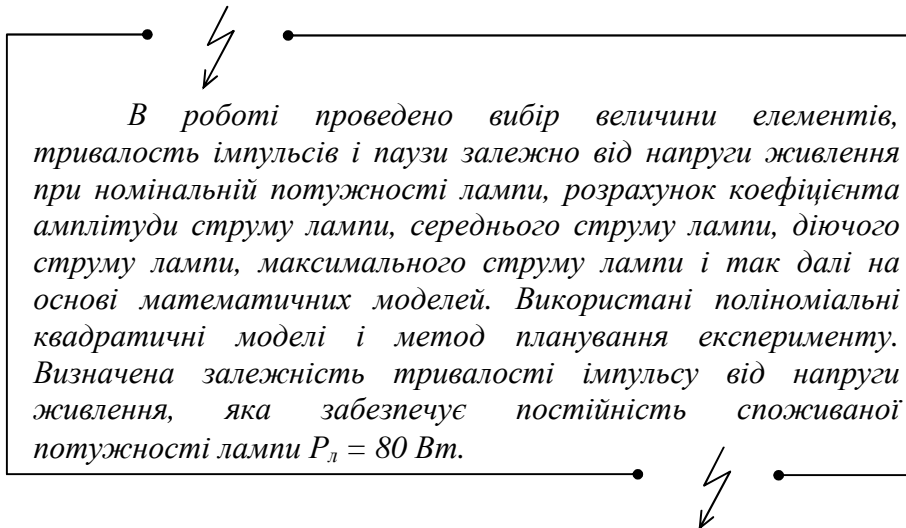 В роботі проведено вибір величини елементів,
тривалость імпульсів і паузи залежно від напруги живлення
при номінальній потужності лампи, розрахунок коефіцієнта
амплітуди струму лампи, середнього струму лампи, діючого
струму лампи, максимального струму лампи і так далі на
основі математичних моделей. Використані поліноміальні
квадратичні моделі і метод планування експерименту.
Визначена залежність тривалості імпульсу від напруги
живлення, яка забезпечує постійність споживаної
потужності лампи Pл = 80 Вт.